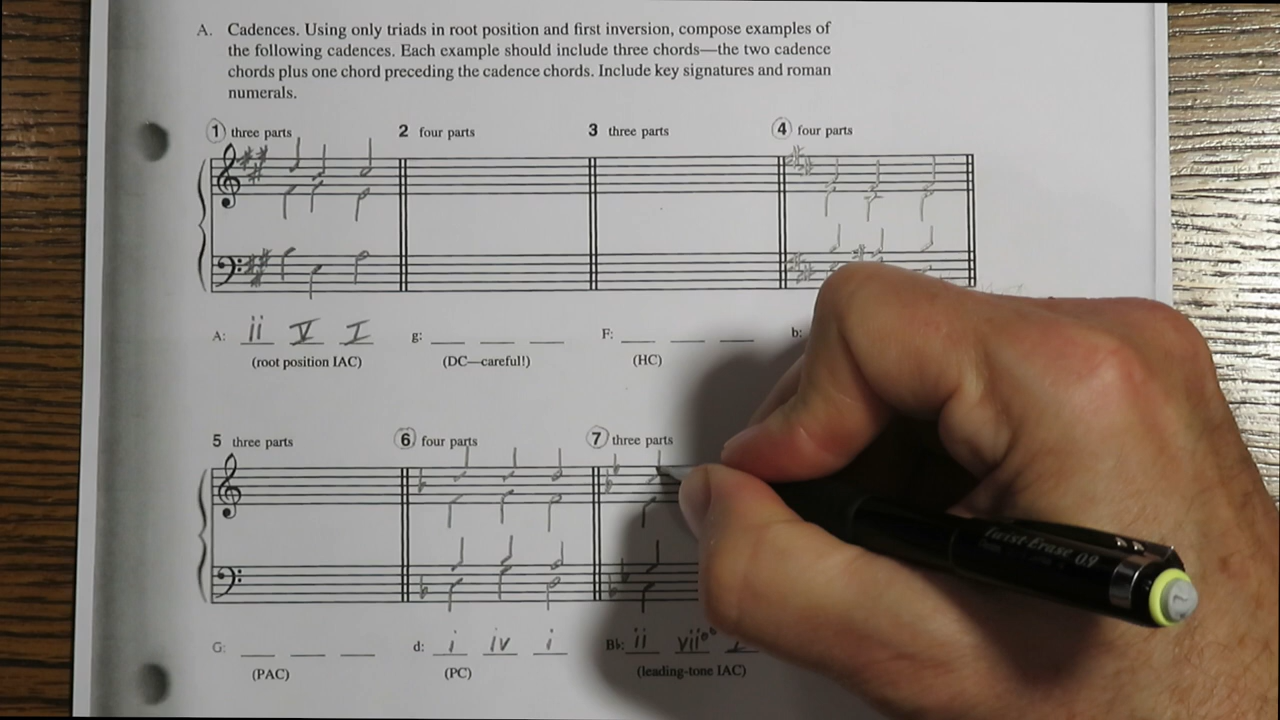 A. Cadences. Using only triads in root position and first inversion, compose examples of
the following cadences. Each example should include three chords—the two cadence
chords plus one chord preceding the cadence chords. Include key signatures and roman
numerals.
1 three parts 2 four parts 3 three parts 4 four parts
A: ii V I g: F: b:
(root position IAC) (DC—careful!) (HC)
5 three parts 6 four parts 7 three parts
G: d: i iv i B♭: ii vii°⁶ I
(PAC) (PC) (leading-tone IAC)
Twist-Erase 0.9